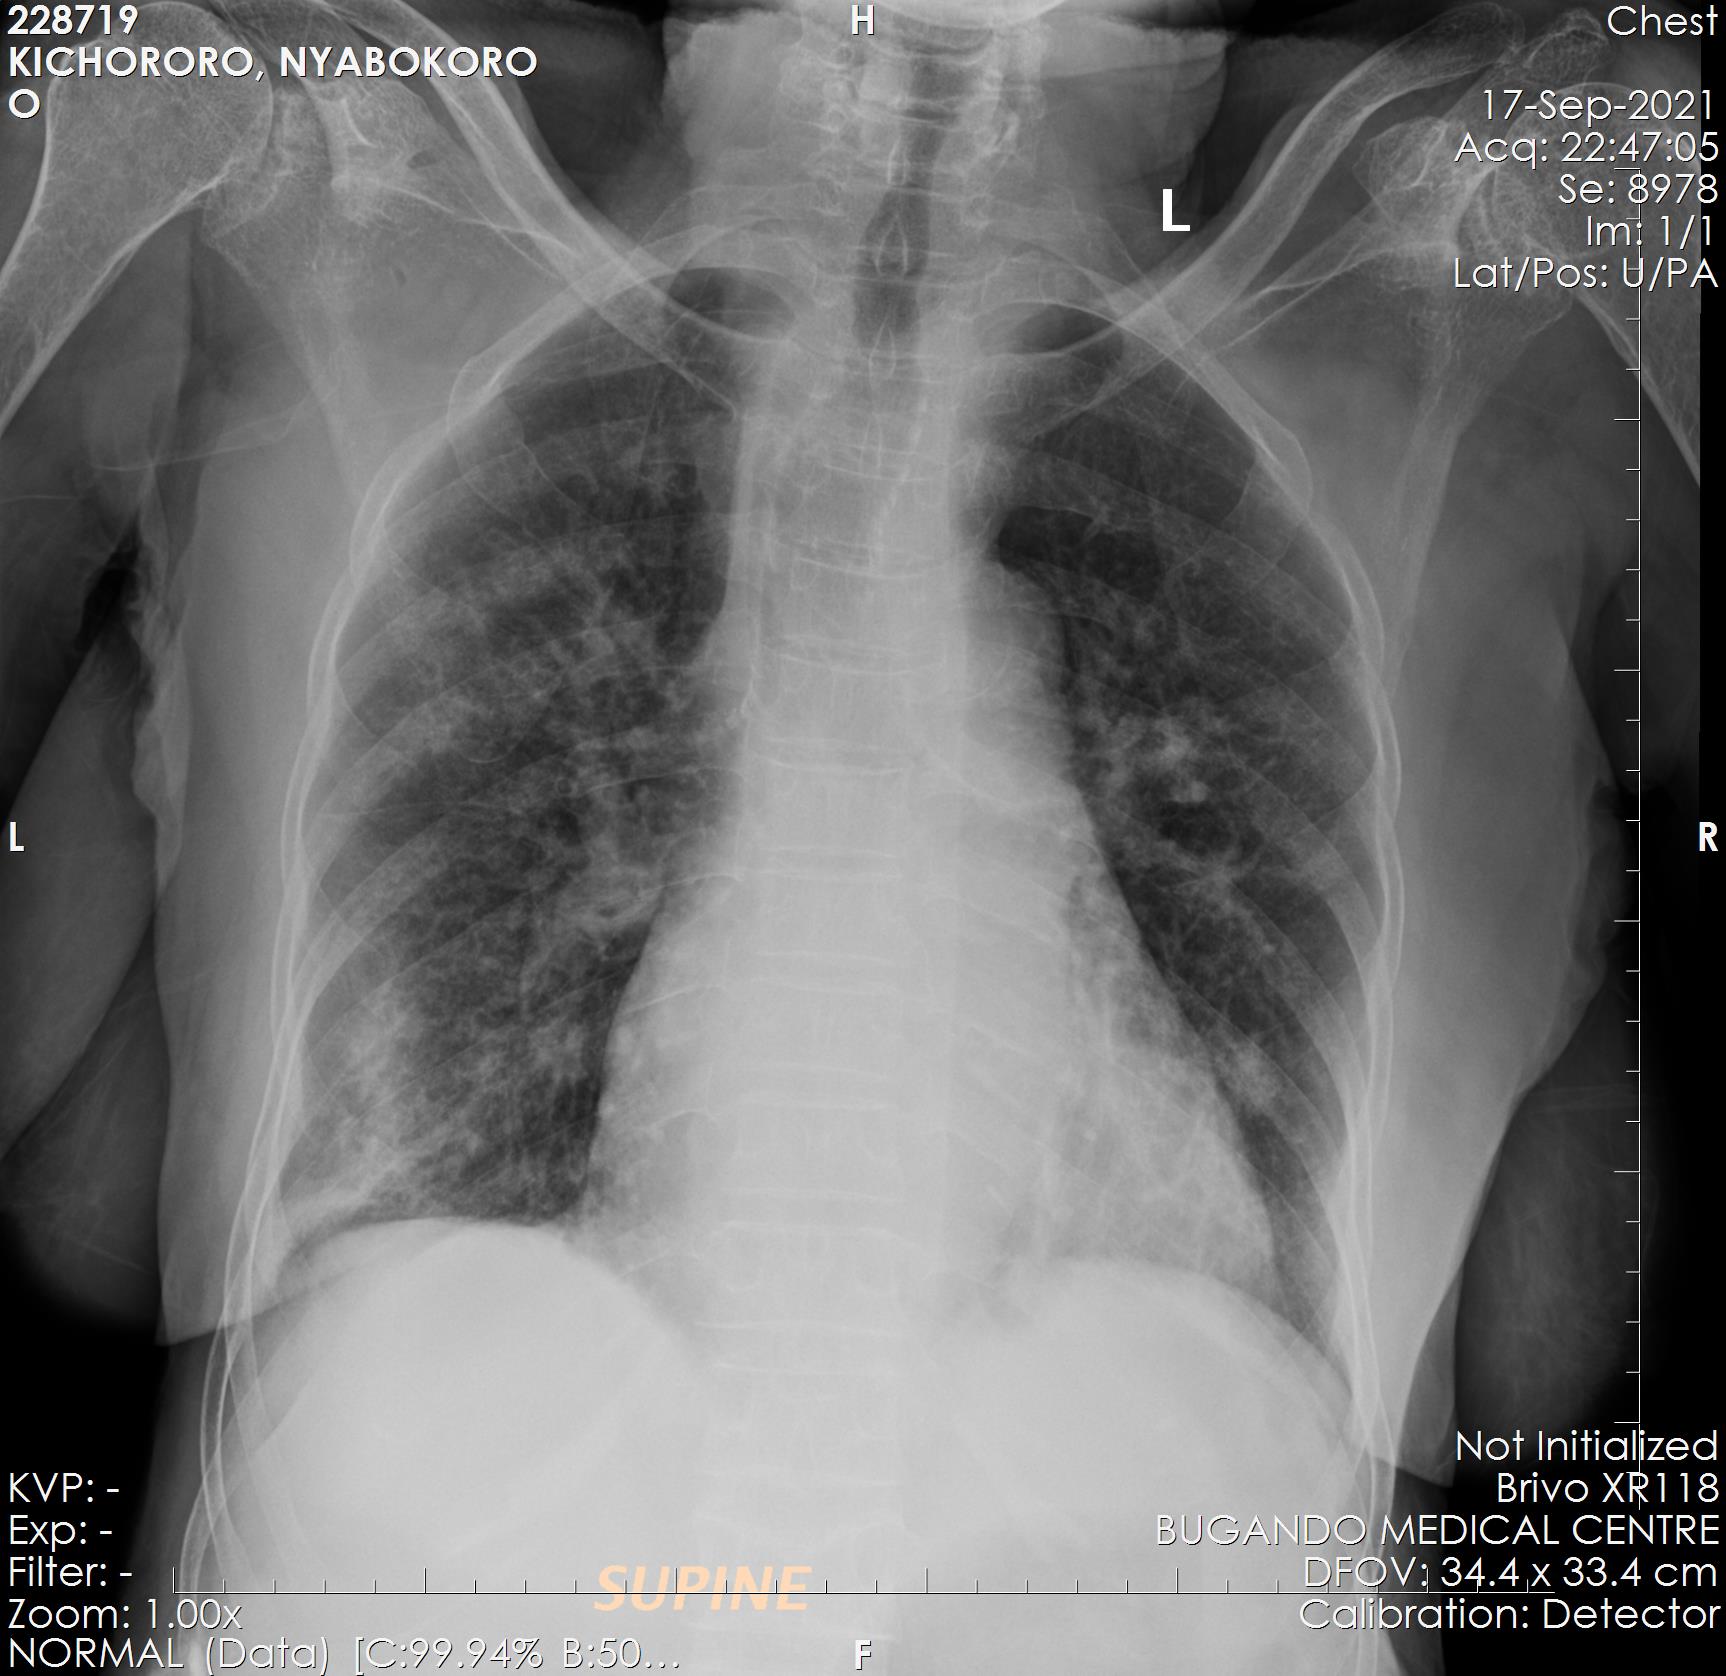 228719
KICHORORO, NYABOKORO
O
H
Chest
17-Sep-2021
Acq: 22:47:05
Se: 8978
Im: 1/1
Lat/Pos: U/PA
L
L
R
KVP: -
Exp: -
Filter: -
Zoom: 1.00x
NORMAL (Data) [C:99.94% B:50...
SUPINE
F
Not Initialized
Brivo XR118
BUGANDO MEDICAL CENTRE
DFOV: 34.4 x 33.4 cm
Calibration: Detector